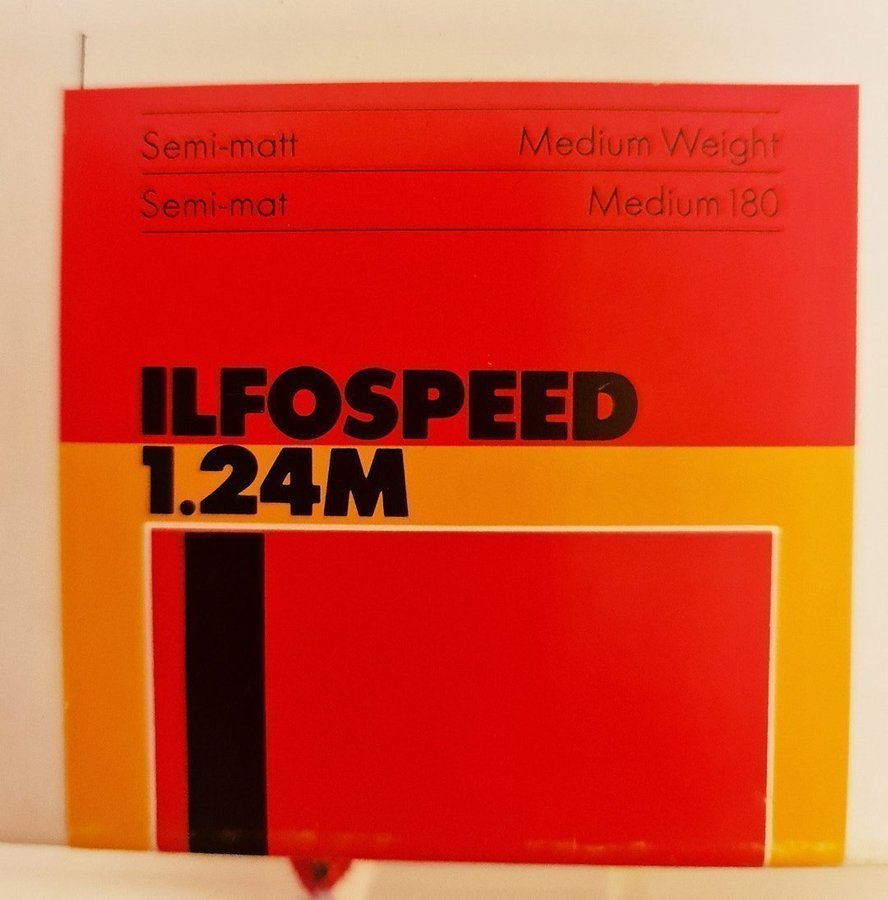 Semi-matt Medium Weight
Semi-mat Medium 180
ILFOSPEED
1.24M